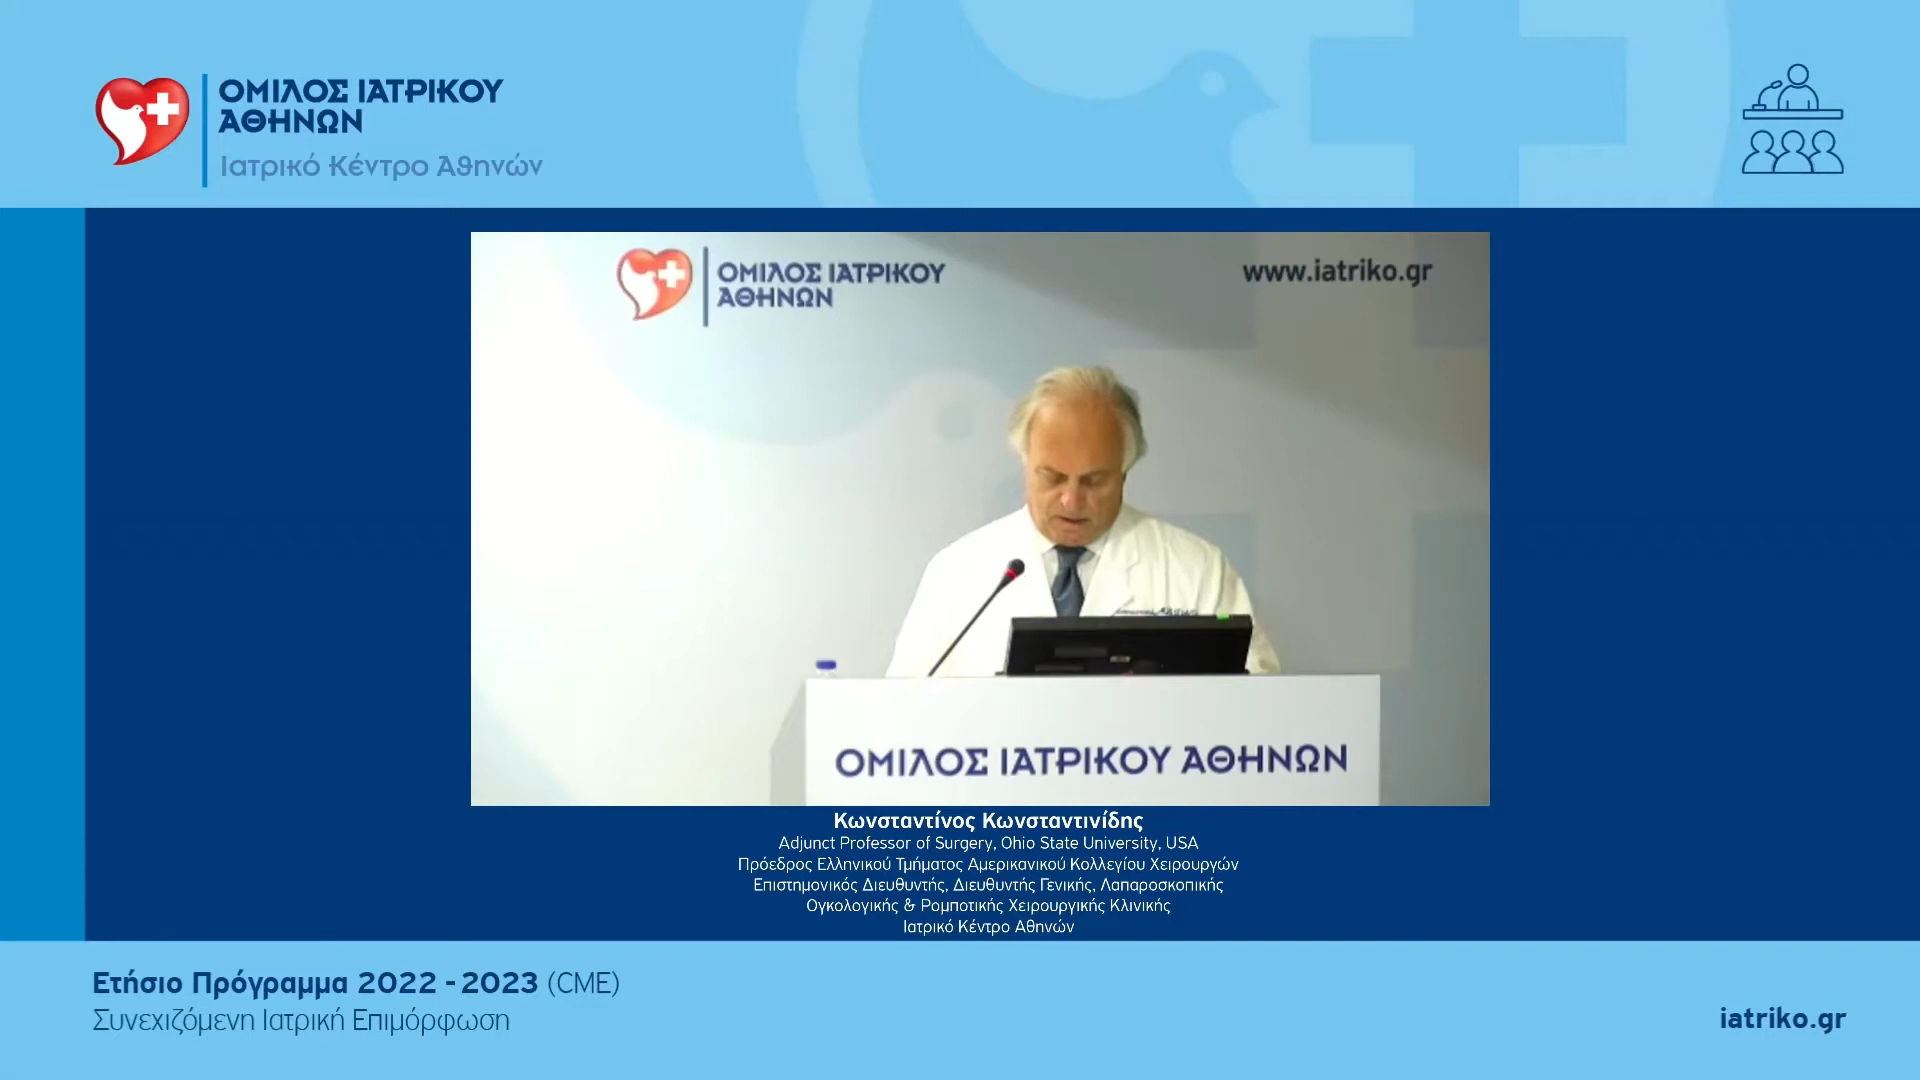 ΟΜΙΛΟΣ ΙΑΤΡΙΚΟΥ
ΑΘΗΝΩΝ
Ιατρικό Κέντρο Αθηνών
ΟΜΙΛΟΣ ΙΑΤΡΙΚΟΥ
ΑΘΗΝΩΝ
www.iatriko.gr
ΟΜΙΛΟΣ ΙΑΤΡΙΚΟΥ ΑΘΗΝΩΝ
Κωνσταντίνος Κωνσταντινίδης
Adjunct Professor of Surgery, Ohio State University, USA
Πρόεδρος Ελληνικού Τμήματος Αμερικανικού Κολλεγίου Χειρουργών
Επιστημονικός Διευθυντής, Διευθυντής Γενικής, Λαπαροσκοπικής
Ογκολογικής & Ρομποτικής Χειρουργικής Κλινικής
Ιατρικό Κέντρο Αθηνών
Ετήσιο Πρόγραμμα 2022 - 2023 (CME)
Συνεχιζόμενη Ιατρική Επιμόρφωση
iatriko.gr